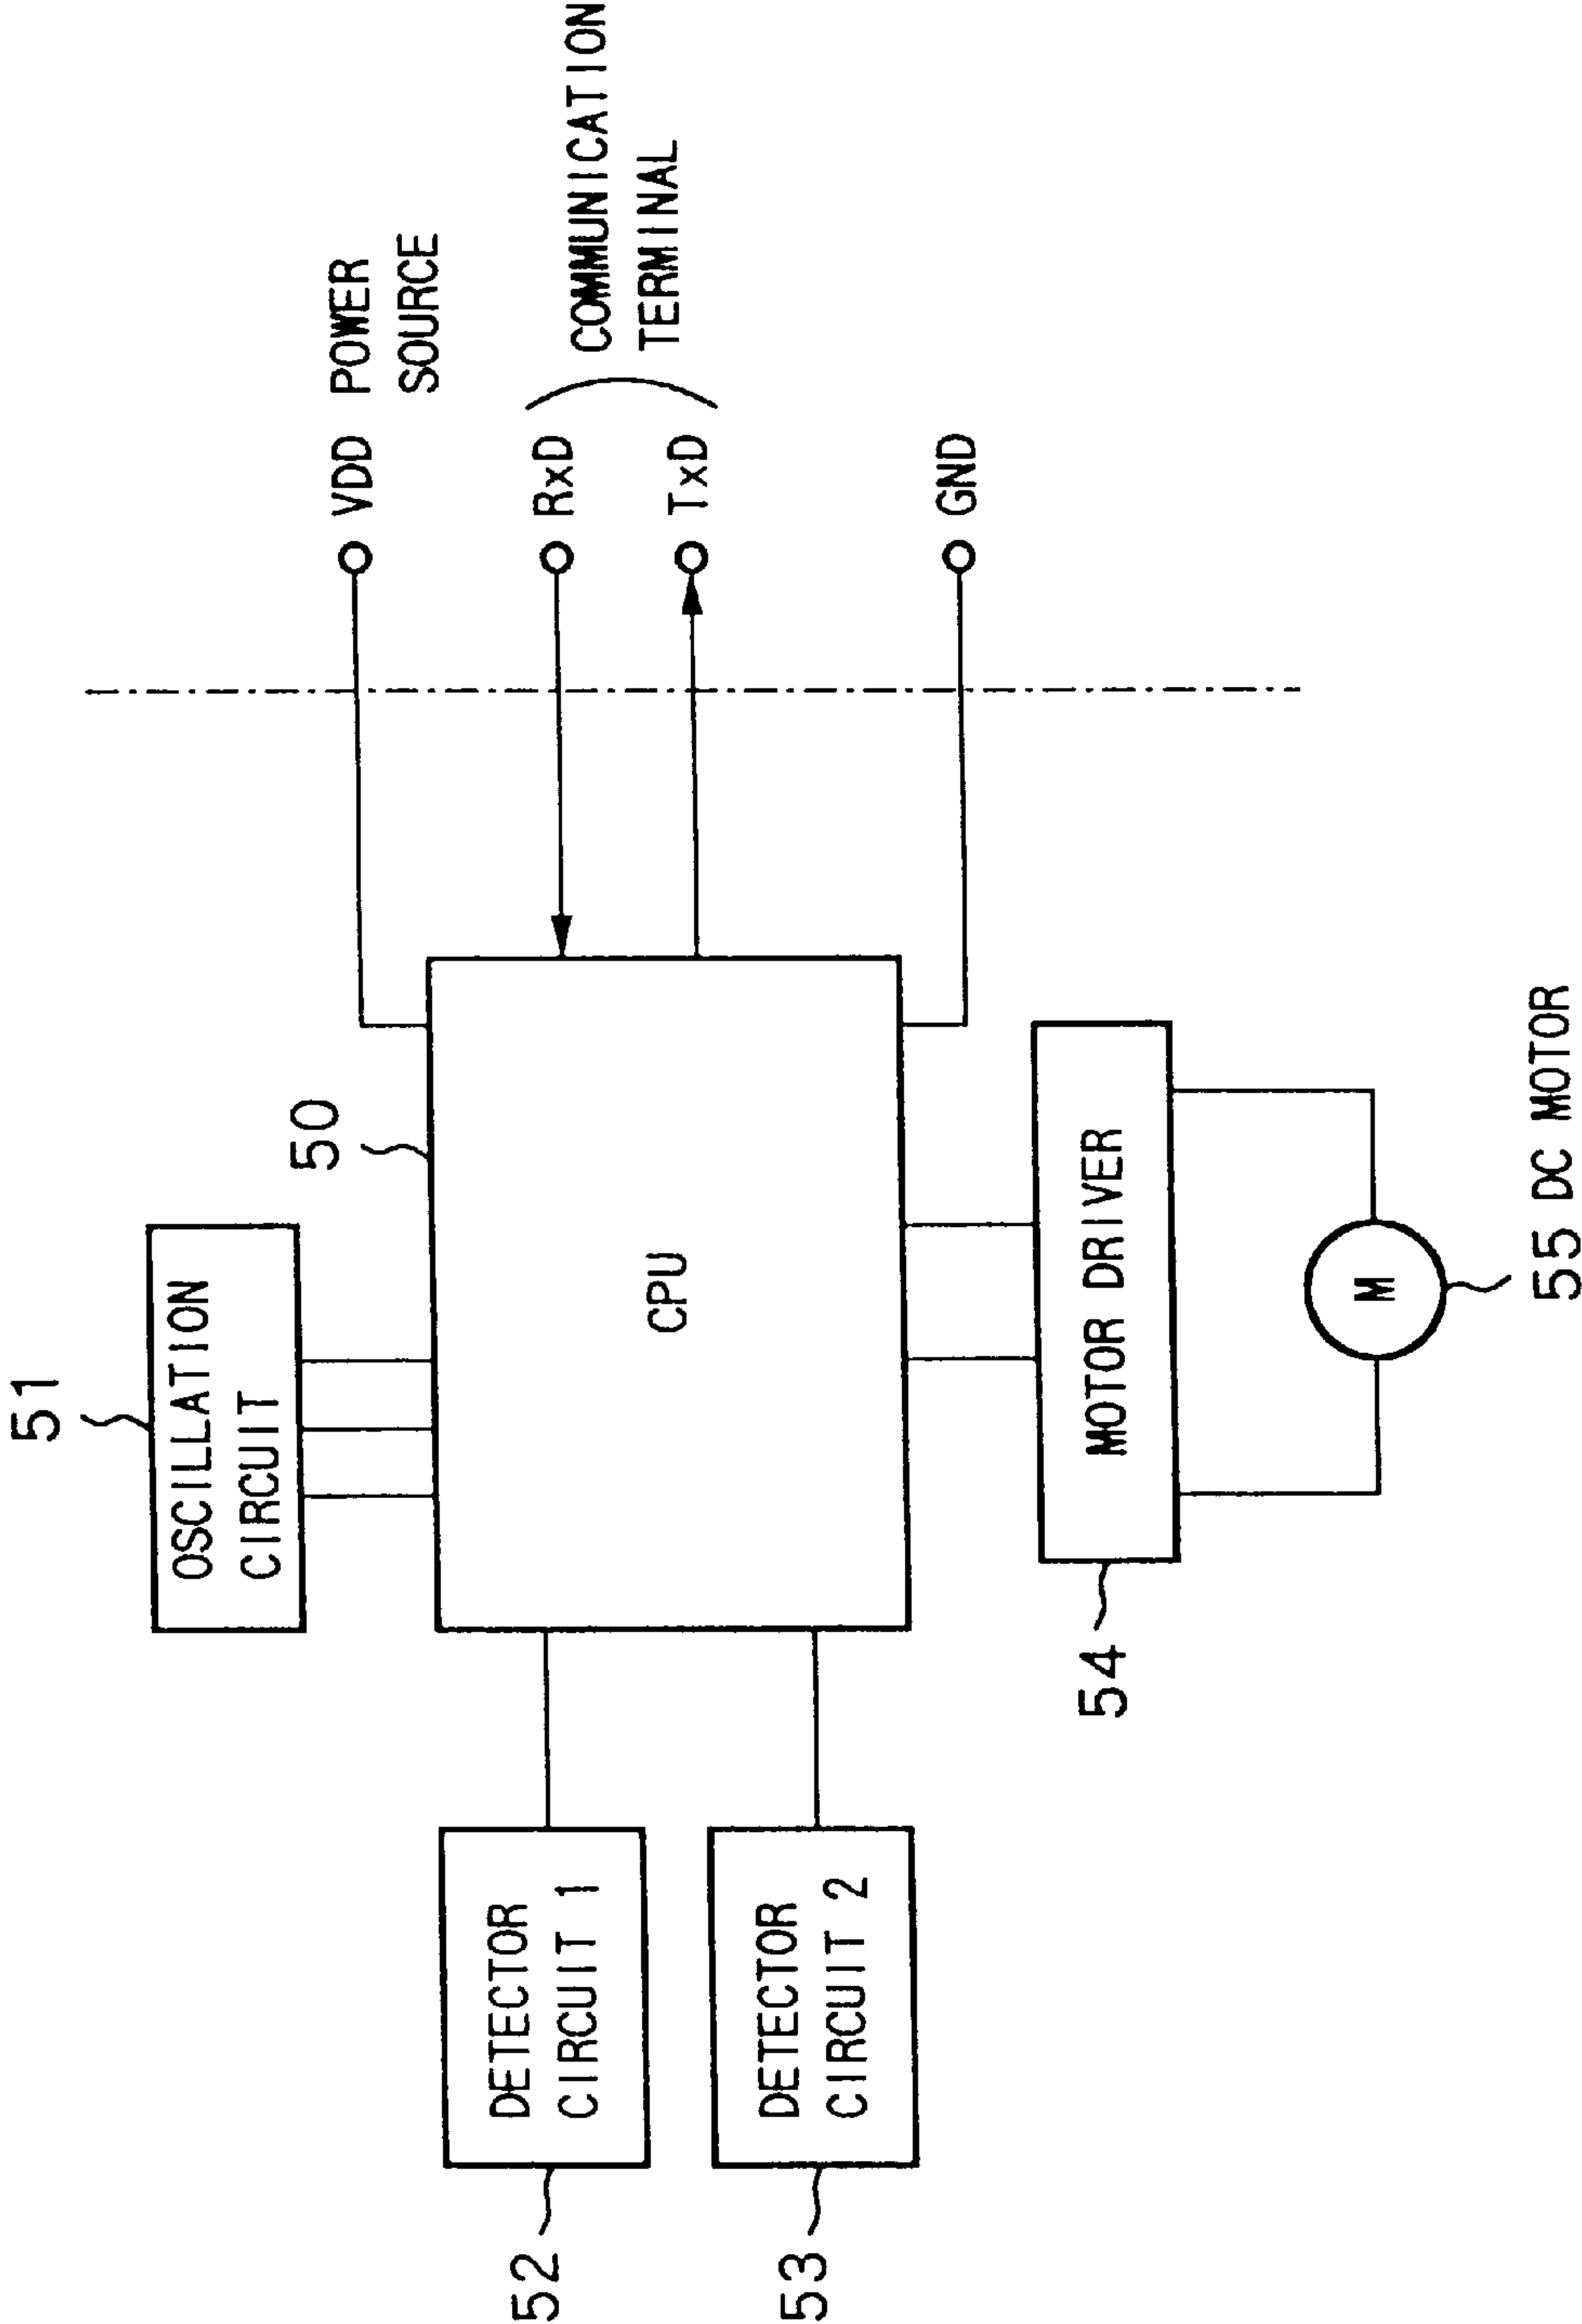 51
OSCILLATION
CIRCUIT
50
VDD POWER
SOURCE
52
DETECTOR
CIRCUIT 1
CPU
RxD
TxD
COMMUNICATION
TERMINAL
53
DETECTOR
CIRCUIT 2
GND
54
MOTOR DRIVER
M
55 DC MOTOR